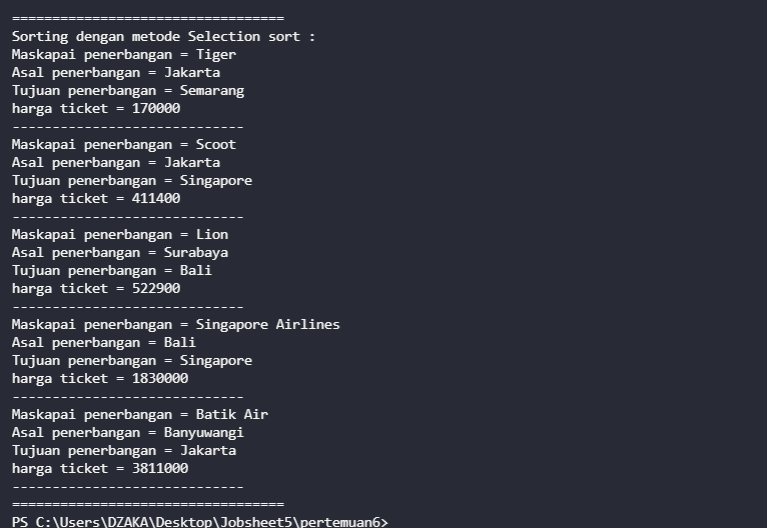 ==================================
Sorting dengan metode Selection sort :
Maskapai penerbangan = Tiger
Asal penerbangan = Jakarta
Tujuan penerbangan = Semarang
harga ticket = 170000
-----------------------------
Maskapai penerbangan = Scoot
Asal penerbangan = Jakarta
Tujuan penerbangan = Singapore
harga ticket = 411400
-----------------------------
Maskapai penerbangan = Lion
Asal penerbangan = Surabaya
Tujuan penerbangan = Bali
harga ticket = 522900
-----------------------------
Maskapai penerbangan = Singapore Airlines
Asal penerbangan = Bali
Tujuan penerbangan = Singapore
harga ticket = 1830000
-----------------------------
Maskapai penerbangan = Batik Air
Asal penerbangan = Banyuwangi
Tujuan penerbangan = Jakarta
harga ticket = 3811000
-----------------------------
==================================
PS C:\Users\DZAKA\Desktop\Jobsheet5\pertemuan6>